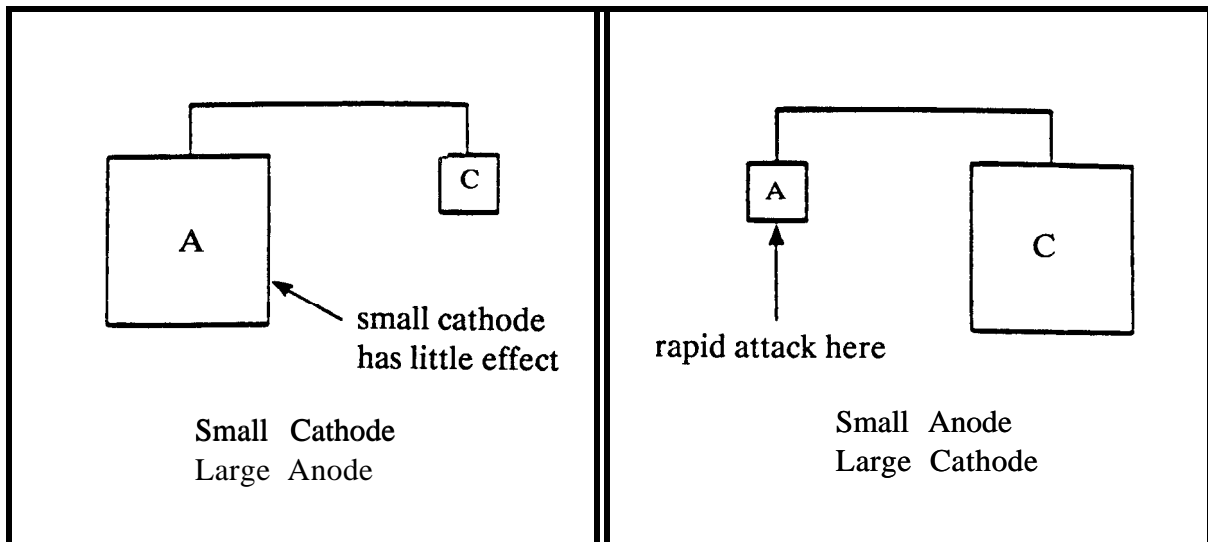 A
C
small cathode
has little effect
Small Cathode
Large Anode
A
C
rapid attack here
Small Anode
Large Cathode